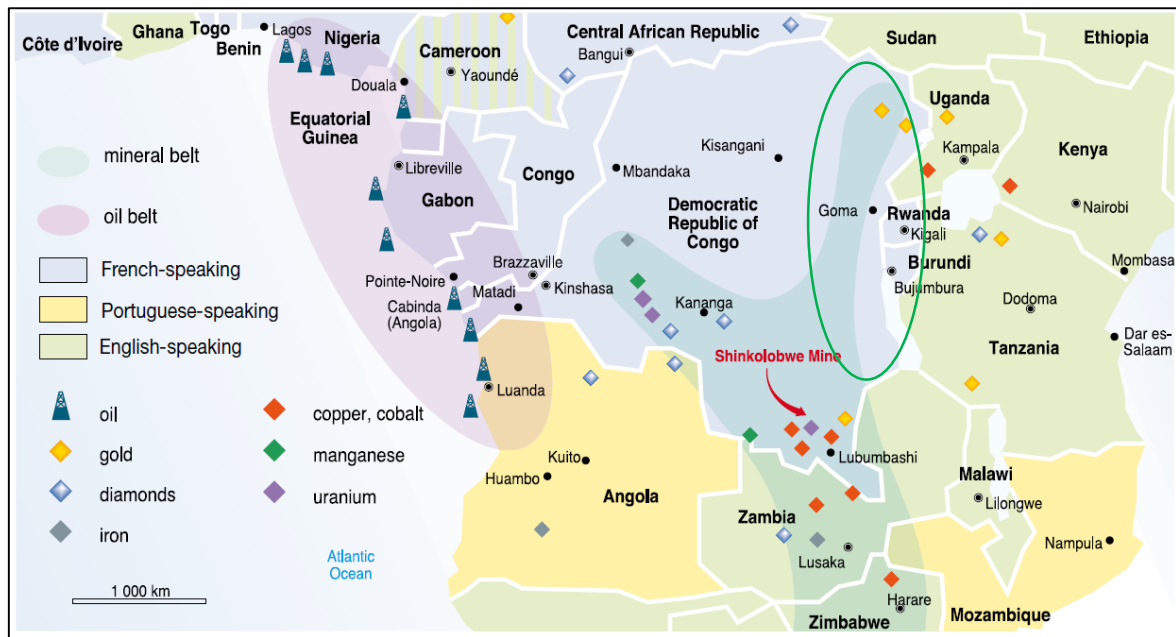 Côte d'Ivoire
Ghana
Togo
Benin
Lagos
Nigeria
Cameroon
Yaoundé
Douala
Central African Republic
Bangui
Sudan
Ethiopia
Equatorial
Guinea
Libreville
Gabon
Congo
Mbandaka
Kisangani
Democratic
Republic of
Congo
Goma
Uganda
Kampala
Kenya
Nairobi
Rwanda
Kigali
Burundi
Bujumbura
Mombasa
Dodoma
Dar es-
Salaam
Tanzania
Brazzaville
Pointe-Noire
Kinshasa
Cabinda
(Angola)
Matadi
Kananga
Shinkolobwe Mine
Luanda
Lubumbashi
Kuito
Huambo
Angola
Zambia
Lusaka
Malawi
Lilongwe
Nampula
Harare
Zimbabwe
Mozambique
Atlantic
Ocean
mineral belt
oil belt
French-speaking
Portuguese-speaking
English-speaking
oil
gold
diamonds
iron
copper, cobalt
manganese
uranium
1 000 km